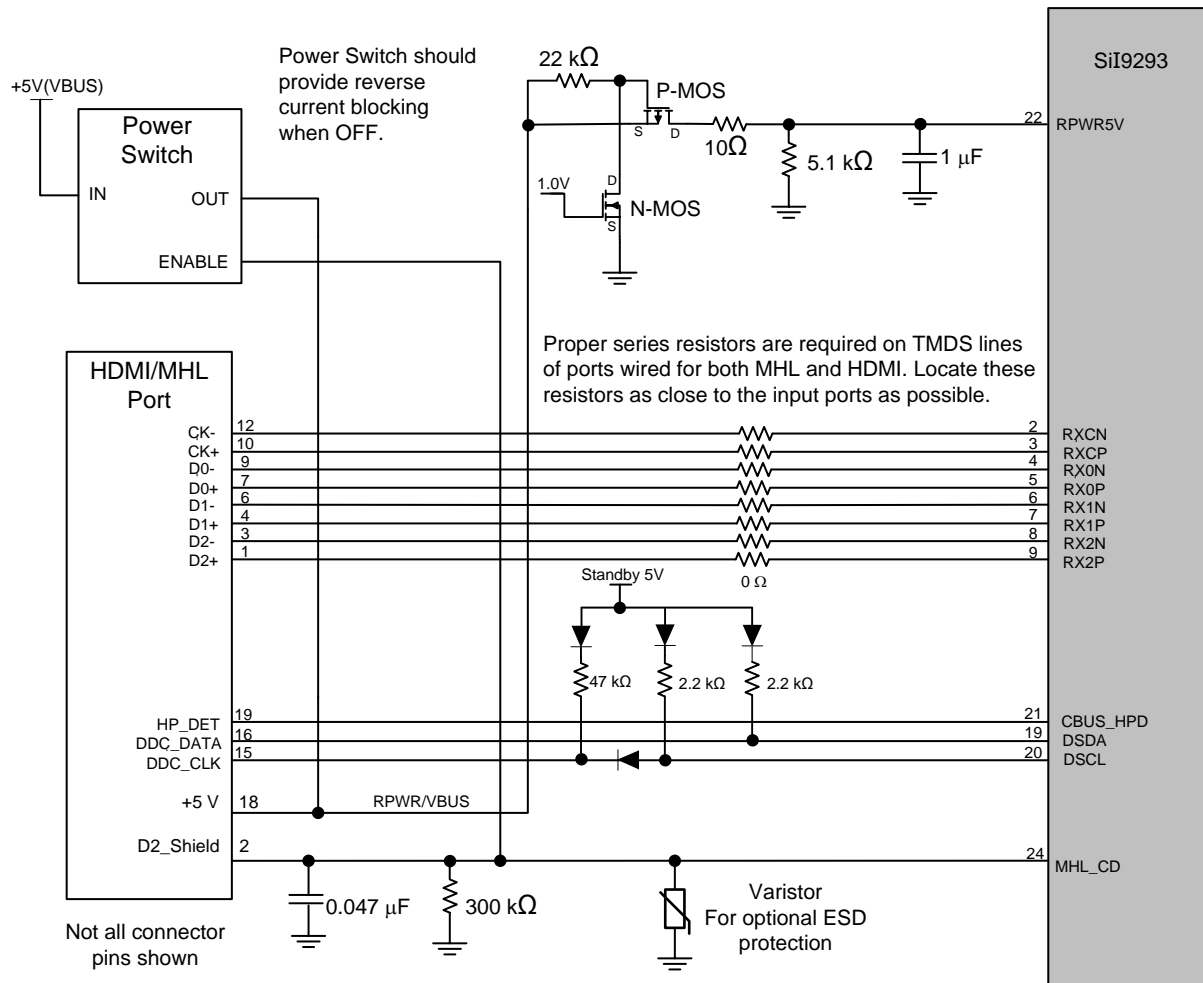 +5V(VBUS)
Power Switch should
provide reverse
current blocking
when OFF.
Power
Switch
IN
OUT
ENABLE
22 kΩ
P-MOS
S
D
10Ω
5.1 kΩ
1 μF
1.0V
D
N-MOS
S
SiI9293
22
RPWR5V
Proper series resistors are required on TMDS lines
of ports wired for both MHL and HDMI. Locate these
resistors as close to the input ports as possible.
HDMI/MHL
Port
CK- 12 2 RXCN
CK+ 10 3 RXCP
D0- 9 4 RX0N
D0+ 7 5 RX0P
D1- 6 6 RX1N
D1+ 4 7 RX1P
D2- 3 8 RX2N
D2+ 1 9 RX2P
0 Ω
Standby 5V
47 kΩ
2.2 kΩ
2.2 kΩ
HP_DET 19 21 CBUS_HPD
DDC_DATA 16 19 DSDA
DDC_CLK 15 20 DSCL
+5 V 18 RPWR/VBUS
D2_Shield 2 24 MHL_CD
0.047 μF
300 kΩ
Varistor
For optional ESD
protection
Not all connector
pins shown